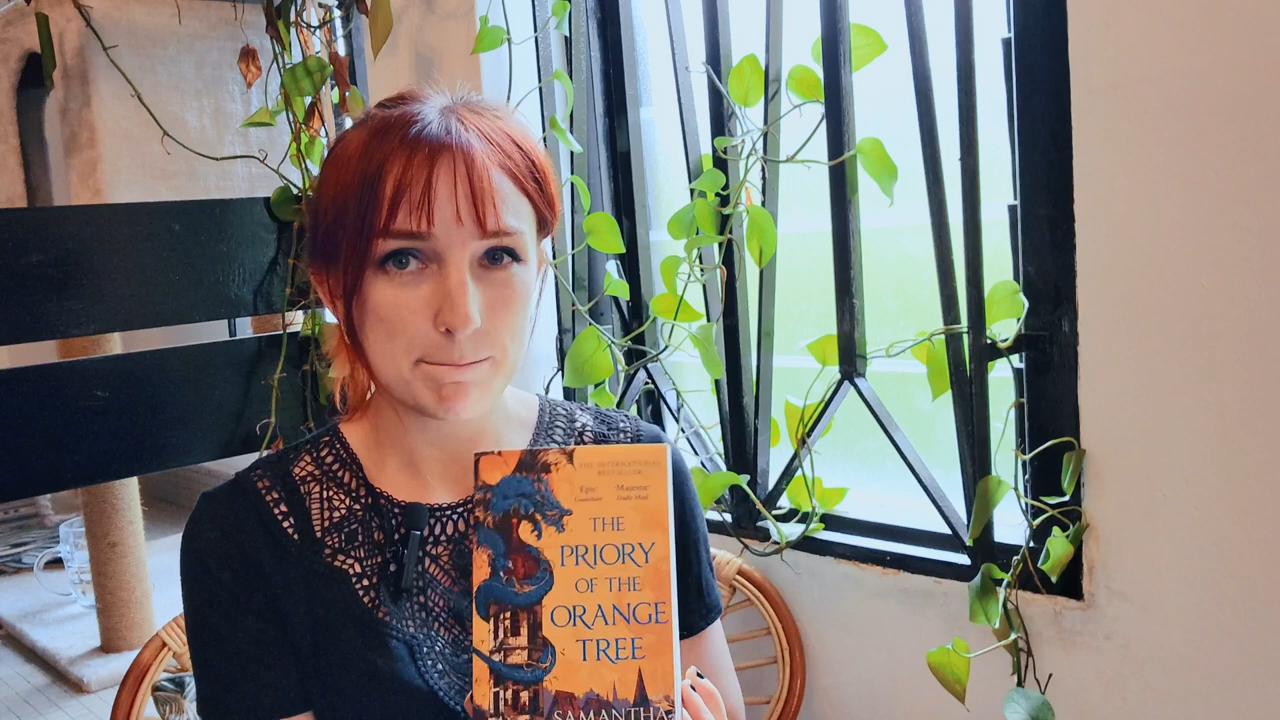 THE INTERNATIONAL
BESTSELLER
'Epic' 'Majestic'
Guardian Daily Mail
THE
PRIORY
OF THE
ORANGE
TREE
SAMANTHA